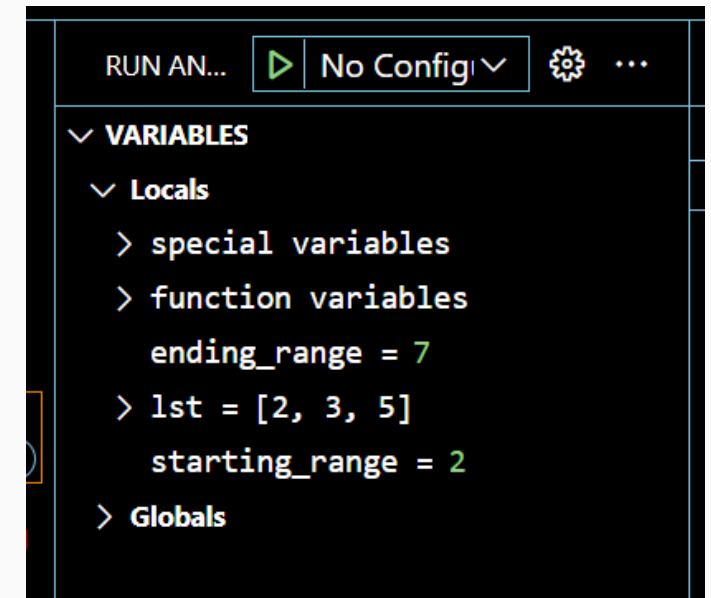 RUN AN... No Config
VARIABLES
Locals
special variables
function variables
ending_range = 7
lst = [2, 3, 5]
starting_range = 2
Globals